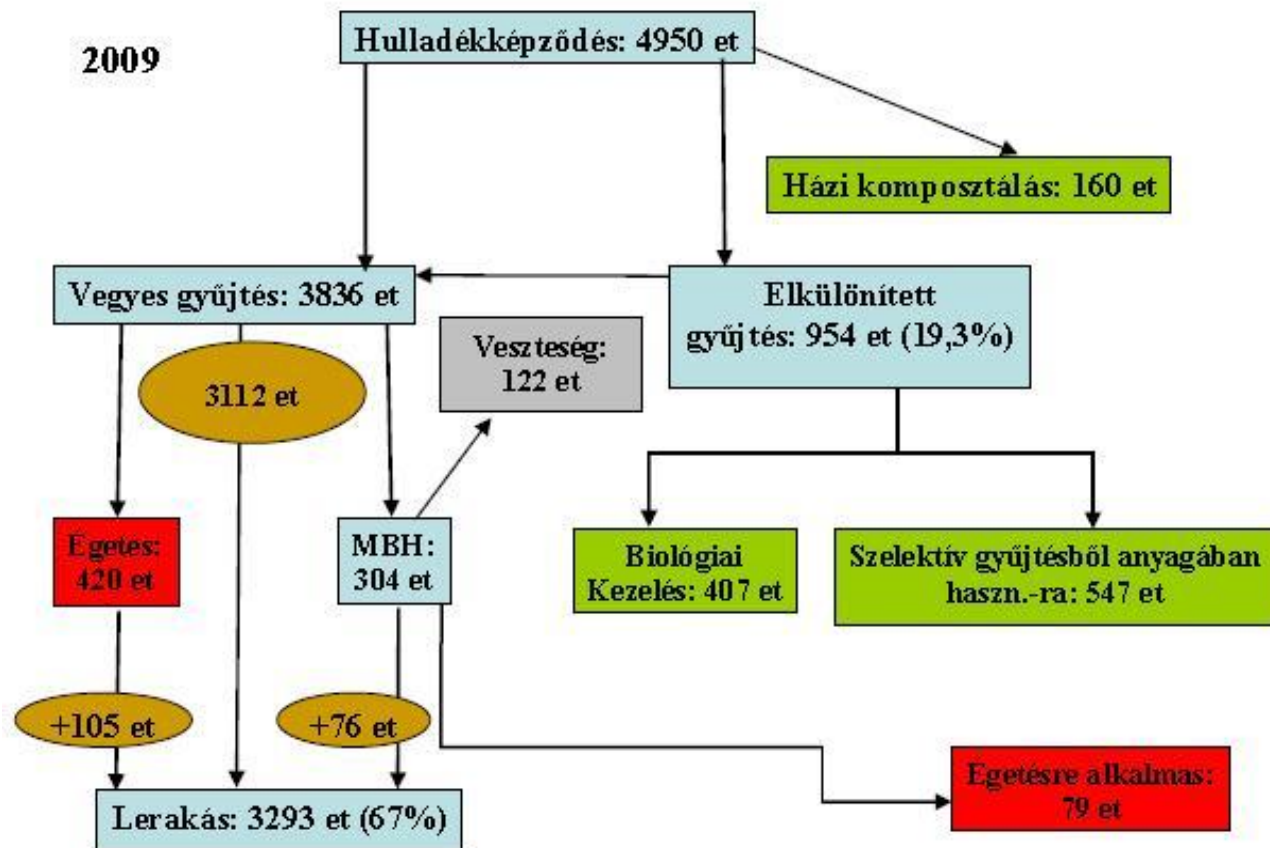 2009
Hulladékképződés: 4950 et
Házi komposztálás: 160 et
Vegyes gyűjtés: 3836 et
Elkülönített
gyűjtés: 954 et (19,3%)
Veszteség:
122 et
3112 et
Égetés:
420 et
MBH:
304 et
Biológiai
Kezelés: 407 et
Szelektív gyűjtésből anyagában
haszn.-ra: 547 et
+105 et
+76 et
Égetésre alkalmas:
79 et
Lerakás: 3293 et (67%)